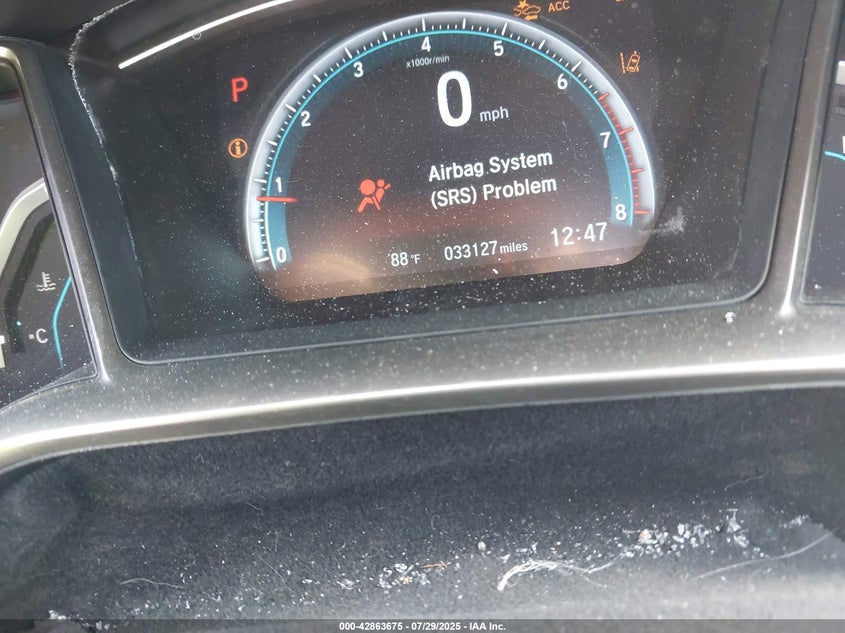 ACC
4
5
x1000r/min
3
6
P
0 mph
2
7
i
Airbag System
1
(SRS) Problem
8
12:47
0
88°F 033127 miles
C
000-42863675 / 07/29/2025 - IAA Inc.